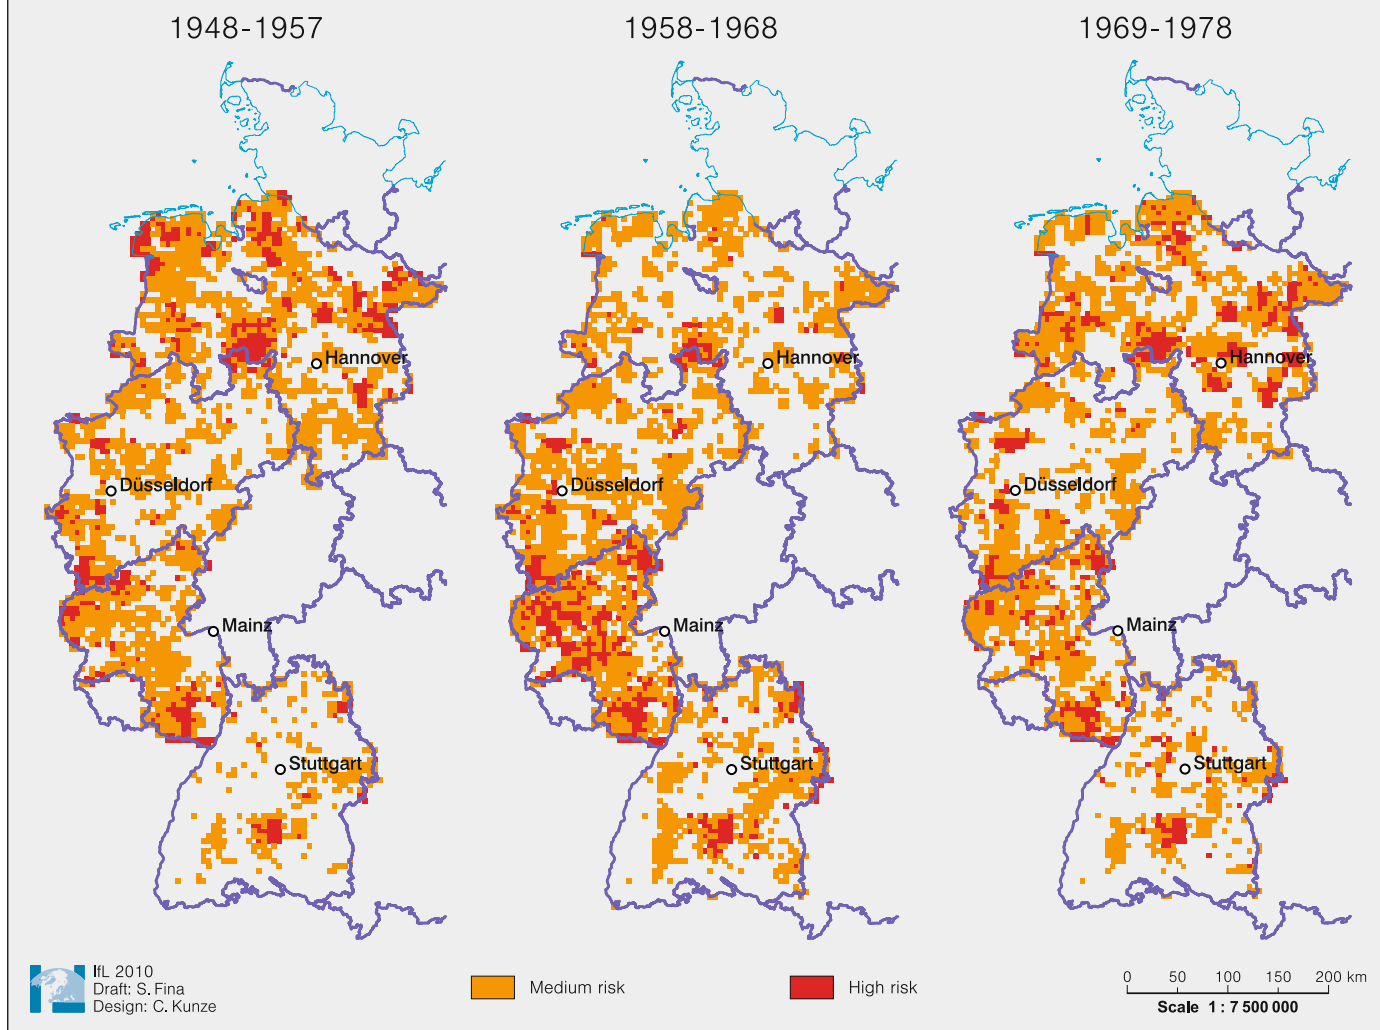 1948-1957
1958-1968
1969-1978
Hannover
Düsseldorf
Mainz
Stuttgart
Hannover
Düsseldorf
Mainz
Stuttgart
Hannover
Düsseldorf
Mainz
Stuttgart
IfL 2010
Draft: S. Fina
Design: C. Kunze
Medium risk
High risk
0 50 100 150 200 km
Scale 1 : 7 500 000